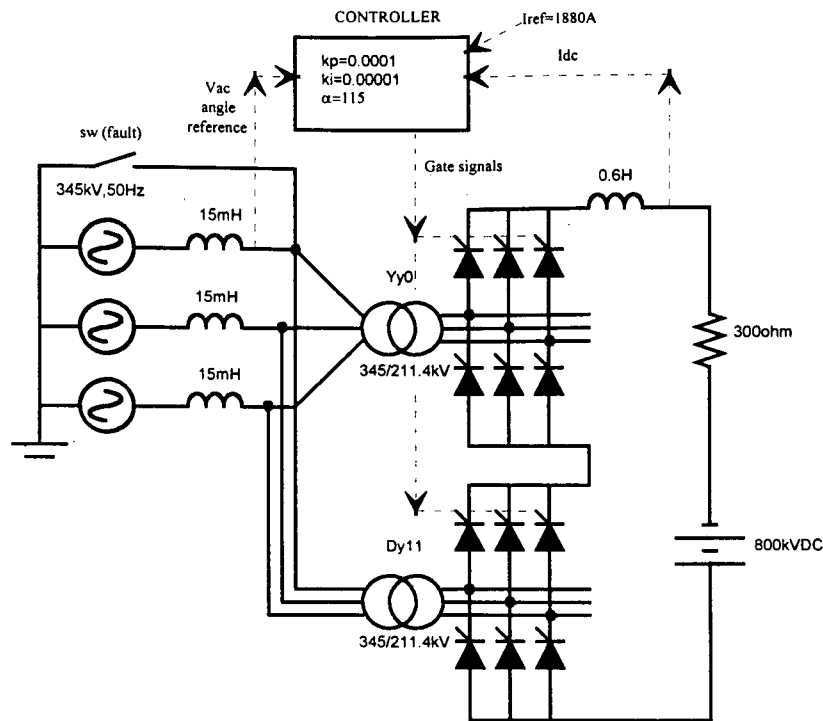 CONTROLLER
Iref=1880A
kp=0.0001
ki=0.00001
α=115
Idc
Vac
angle
reference
sw (fault)
Gate signals
0.6H
345kV,50Hz
15mH
Yy0
15mH
300ohm
345/211.4kV
15mH
Dy11
800kVDC
345/211.4kV